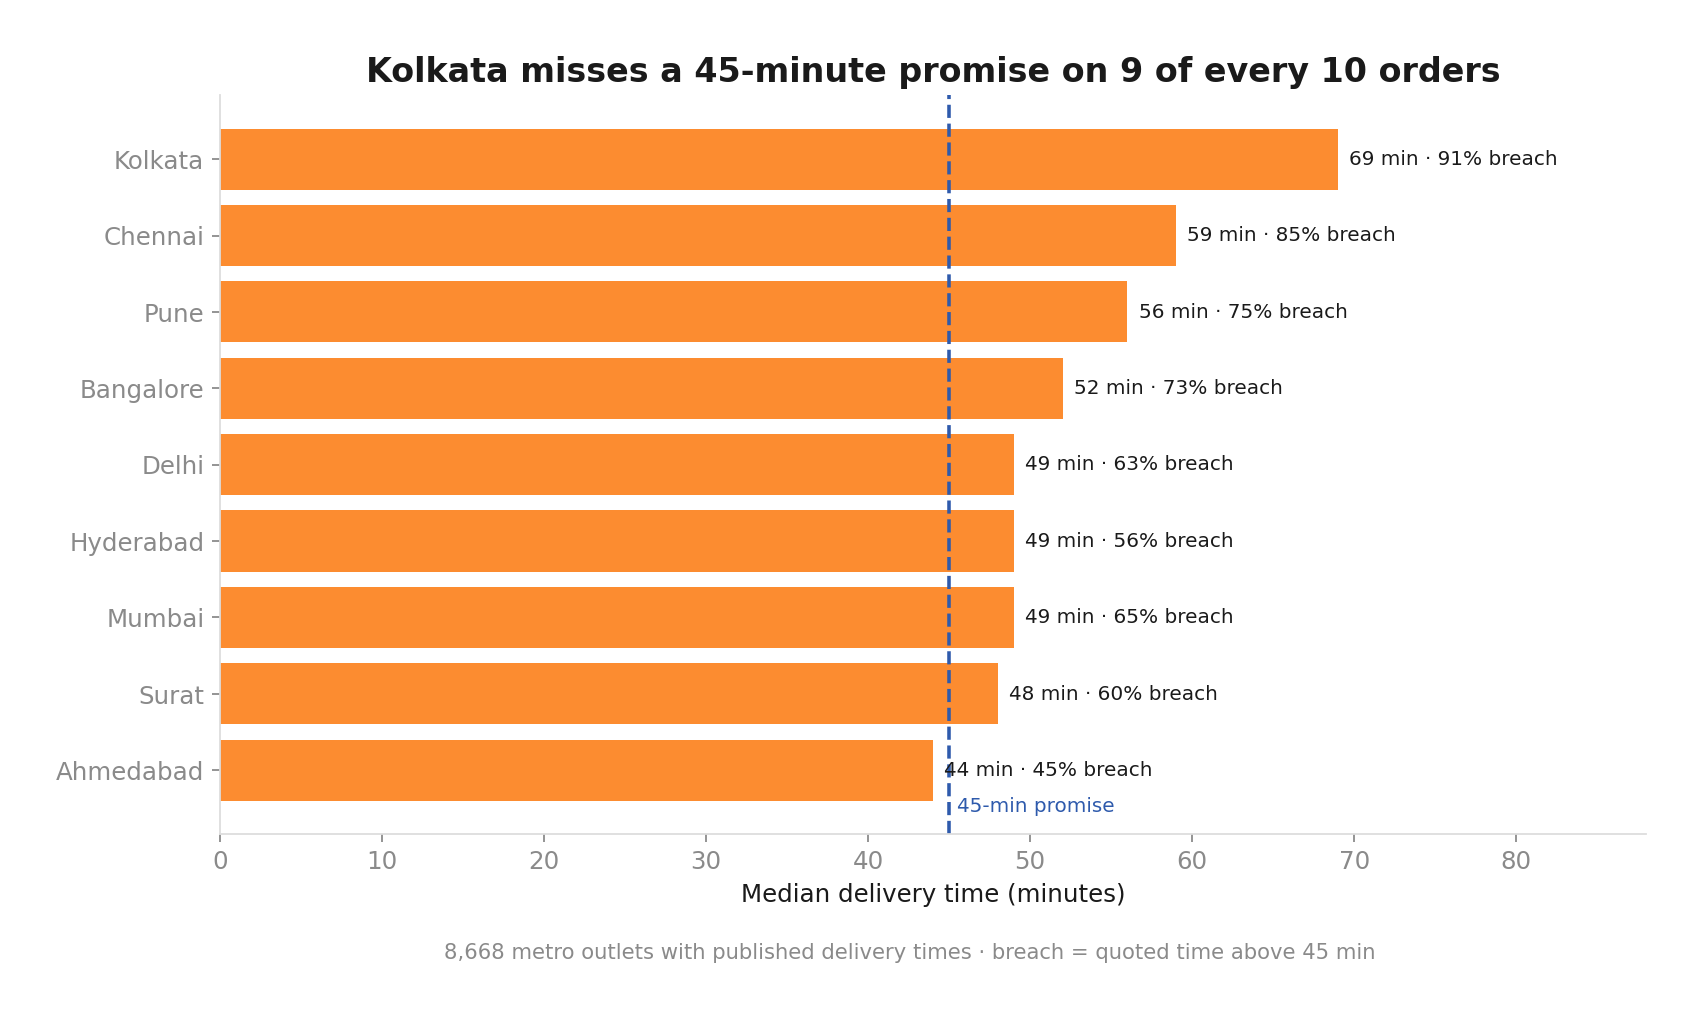 Kolkata misses a 45-minute promise on 9 of every 10 orders
Kolkata 69 min · 91% breach
Chennai 59 min · 85% breach
Pune 56 min · 75% breach
Bangalore 52 min · 73% breach
Delhi 49 min · 63% breach
Hyderabad 49 min · 56% breach
Mumbai 49 min · 65% breach
Surat 48 min · 60% breach
Ahmedabad 44 min · 45% breach
45-min promise
0 10 20 30 40 50 60 70 80
Median delivery time (minutes)
8,668 metro outlets with published delivery times · breach = quoted time above 45 min